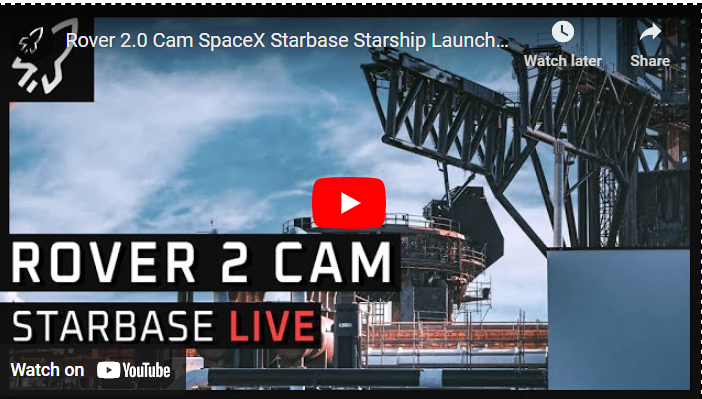 Rover 2.0 Cam SpaceX Starbase Starship Launch...
Watch later
Share
ROVER 2 CAM
STARBASE LIVE
Watch on YouTube